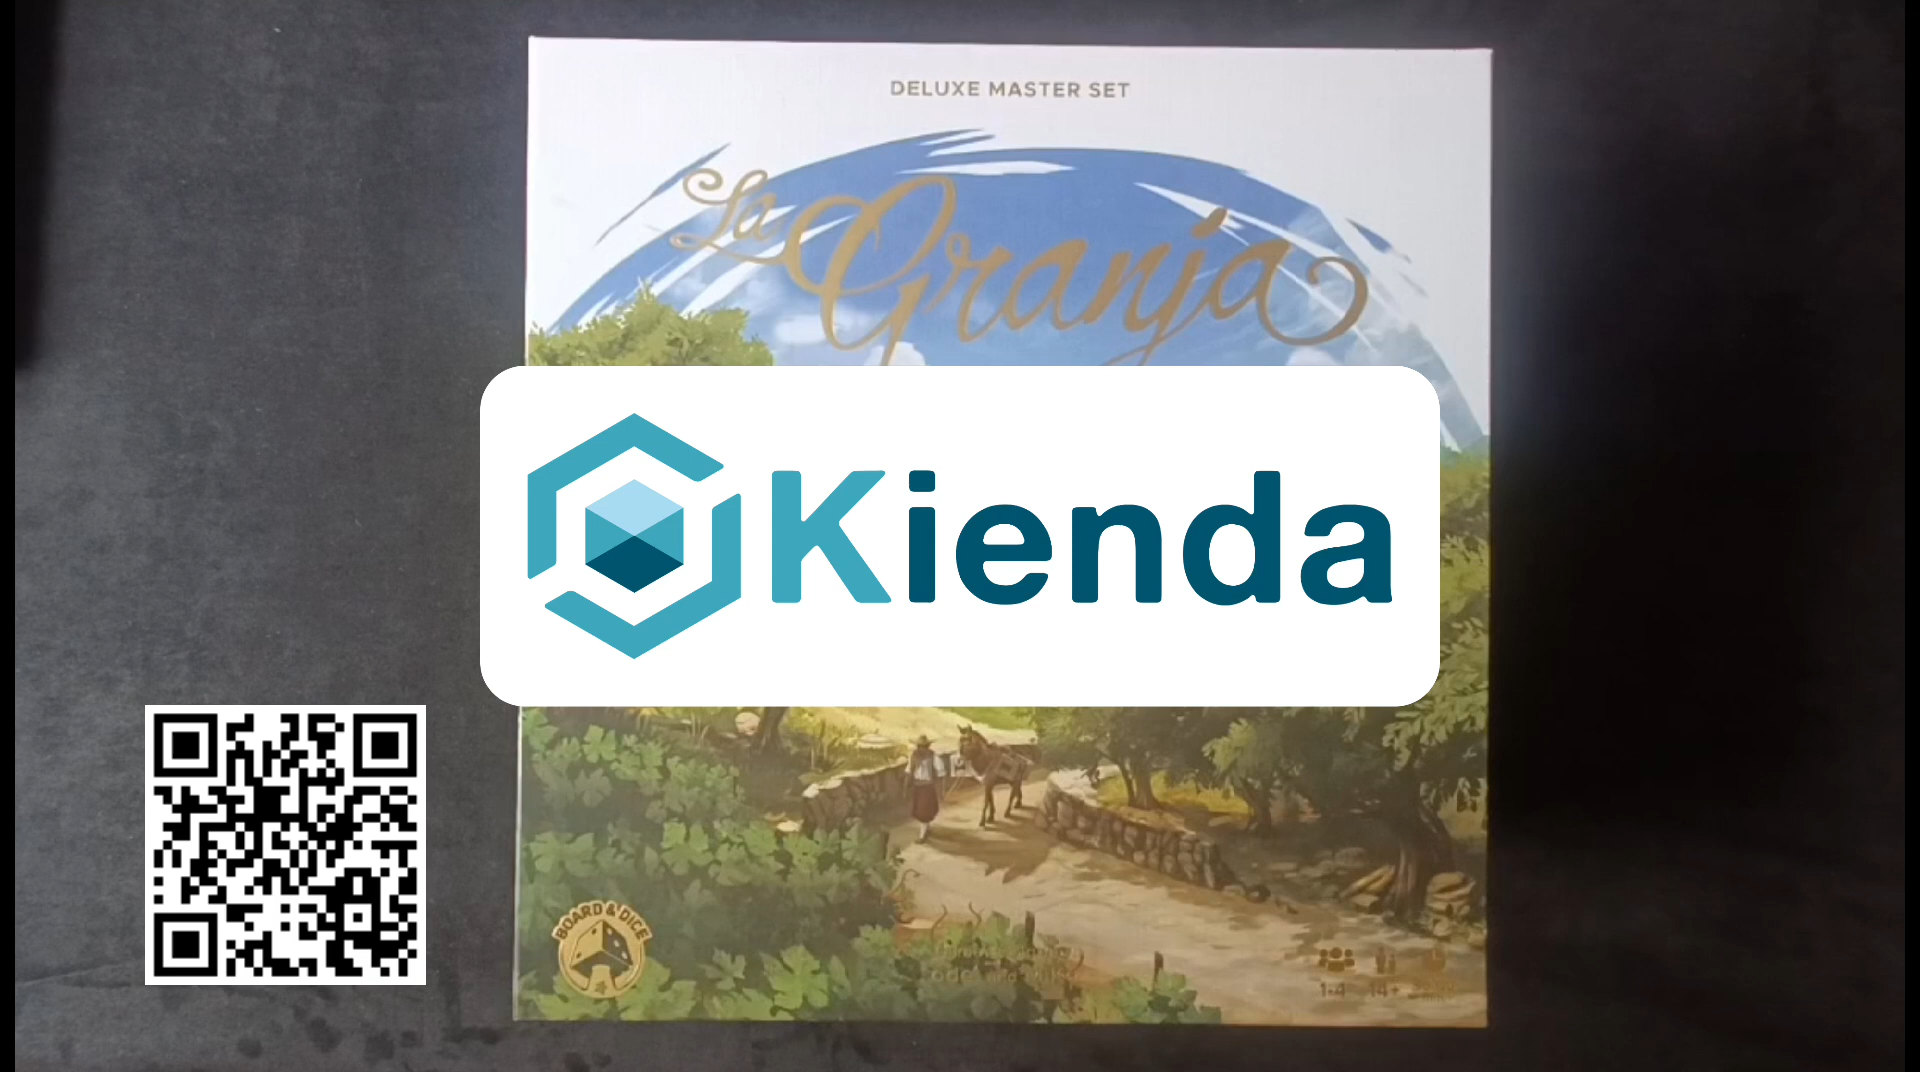 DELUXE MASTER SET
La Granja
Kienda
BOARD & DICE
1-4 14+